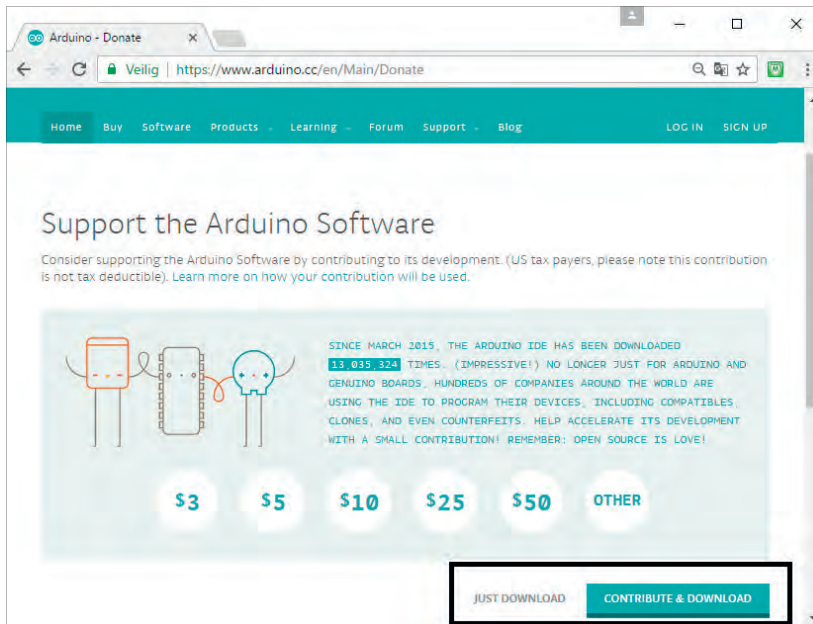 Arduino - Donate
Veilig | https://www.arduino.cc/en/Main/Donate
Home Buy Software Products Learning Forum Support Blog LOG IN SIGN UP
Support the Arduino Software
Consider supporting the Arduino Software by contributing to its development. (US tax payers, please note this contribution
is not tax deductible). Learn more on how your contribution will be used.
SINCE MARCH 2015, THE ARDUINO IDE HAS BEEN DOWNLOADED
13,035,324 TIMES. (IMPRESSIVE!) NO LONGER JUST FOR ARDUINO AND
GENUINO BOARDS, HUNDREDS OF COMPANIES AROUND THE WORLD ARE
USING THE IDE TO PROGRAM THEIR DEVICES, INCLUDING COMPATIBLES,
CLONES, AND EVEN COUNTERFEITS. HELP ACCELERATE ITS DEVELOPMENT
WITH A SMALL CONTRIBUTION! REMEMBER: OPEN SOURCE IS LOVE!
$3 $5 $10 $25 $50 OTHER
JUST DOWNLOAD CONTRIBUTE & DOWNLOAD